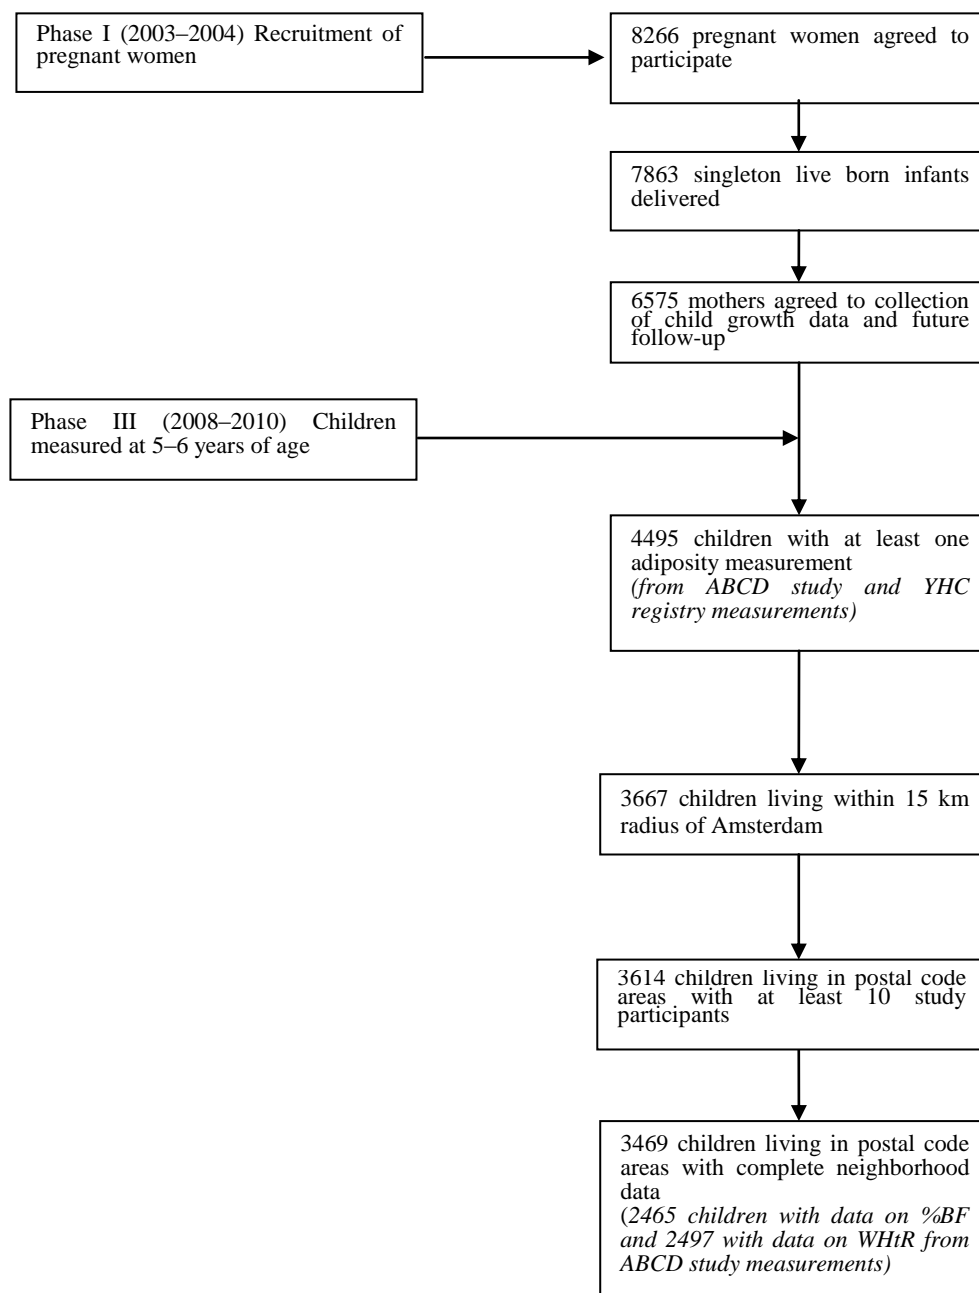 Phase I (2003–2004) Recruitment of
pregnant women
8266 pregnant women agreed to
participate
7863 singleton live born infants
delivered
6575 mothers agreed to collection
of child growth data and future
follow-up
Phase III (2008–2010) Children
measured at 5–6 years of age
4495 children with at least one
adiposity measurement
(from ABCD study and YHC
registry measurements)
3667 children living within 15 km
radius of Amsterdam
3614 children living in postal code
areas with at least 10 study
participants
3469 children living in postal code
areas with complete neighborhood
data
(2465 children with data on %BF
and 2497 with data on WHtR from
ABCD study measurements)